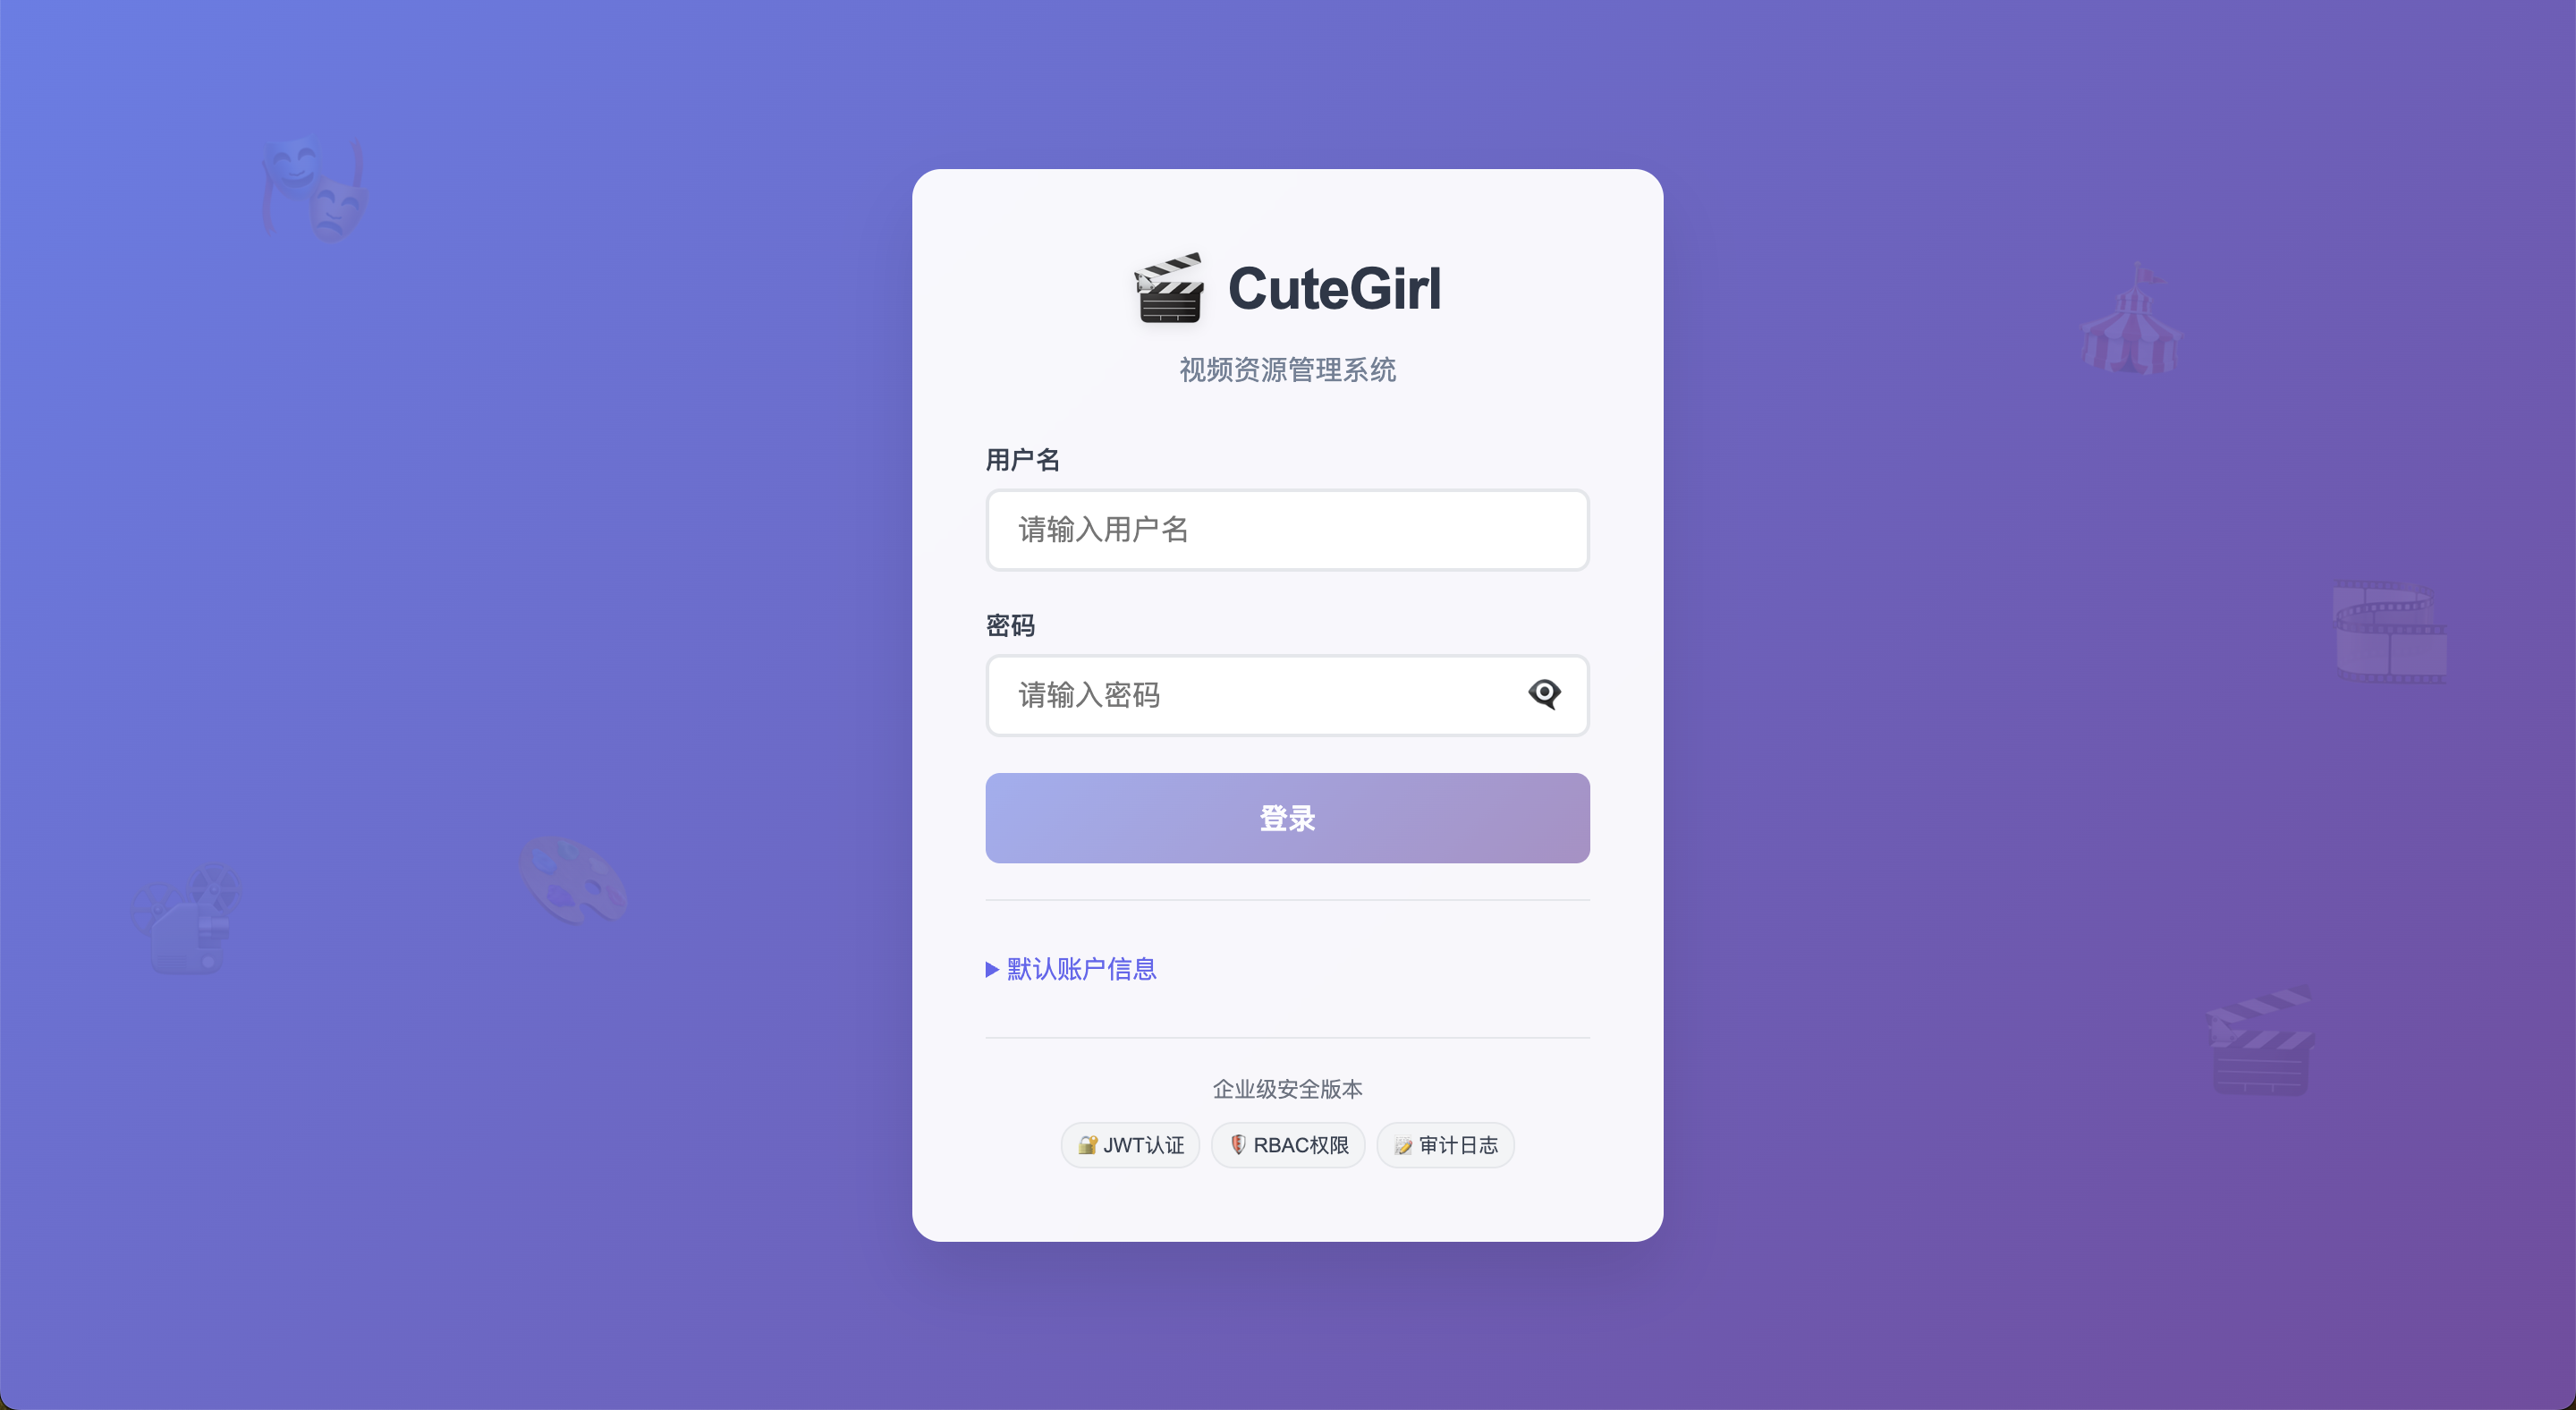 CuteGirl
视频资源管理系统
用户名
请输入用户名
密码
请输入密码
登录
默认账户信息
企业级安全版本
JWT认证 RBAC权限 审计日志